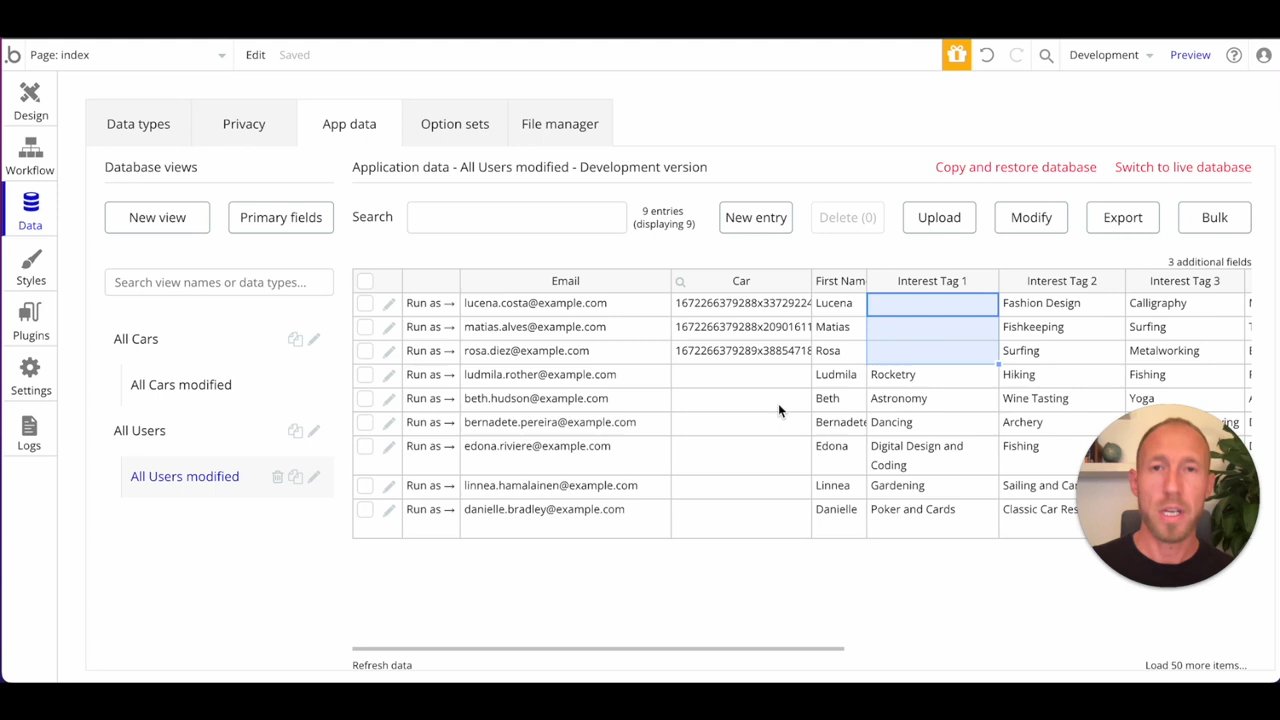 .b Page: index Edit Saved Development Preview
Design
Workflow
Data
Styles
Plugins
Settings
Logs
Data types Privacy App data Option sets File manager
Database views
New view Primary fields
Search view names or data types...
All Cars
All Cars modified
All Users
All Users modified
Application data - All Users modified - Development version Copy and restore database Switch to live database
Search 9 entries (displaying 9) New entry Delete (0) Upload Modify Export Bulk
3 additional fields
Email Car First Nam Interest Tag 1 Interest Tag 2 Interest Tag 3
Run as → lucena.costa@example.com 1672266379288x33729224 Lucena Fashion Design Calligraphy
Run as → matias.alves@example.com 1672266379288x20901611 Matias Fishkeeping Surfing
Run as → rosa.diez@example.com 1672266379289x38854718 Rosa Surfing Metalworking
Run as → ludmila.rother@example.com Ludmila Rocketry Hiking Fishing
Run as → beth.hudson@example.com Beth Astronomy Wine Tasting Yoga
Run as → bernadete.pereira@example.com Bernadete Dancing Archery
Run as → edona.riviere@example.com Edona Digital Design and Coding Fishing
Run as → linnea.hamalainen@example.com Linnea Gardening Sailing and Ca
Run as → danielle.bradley@example.com Danielle Poker and Cards Classic Car Res
Refresh data Load 50 more items...